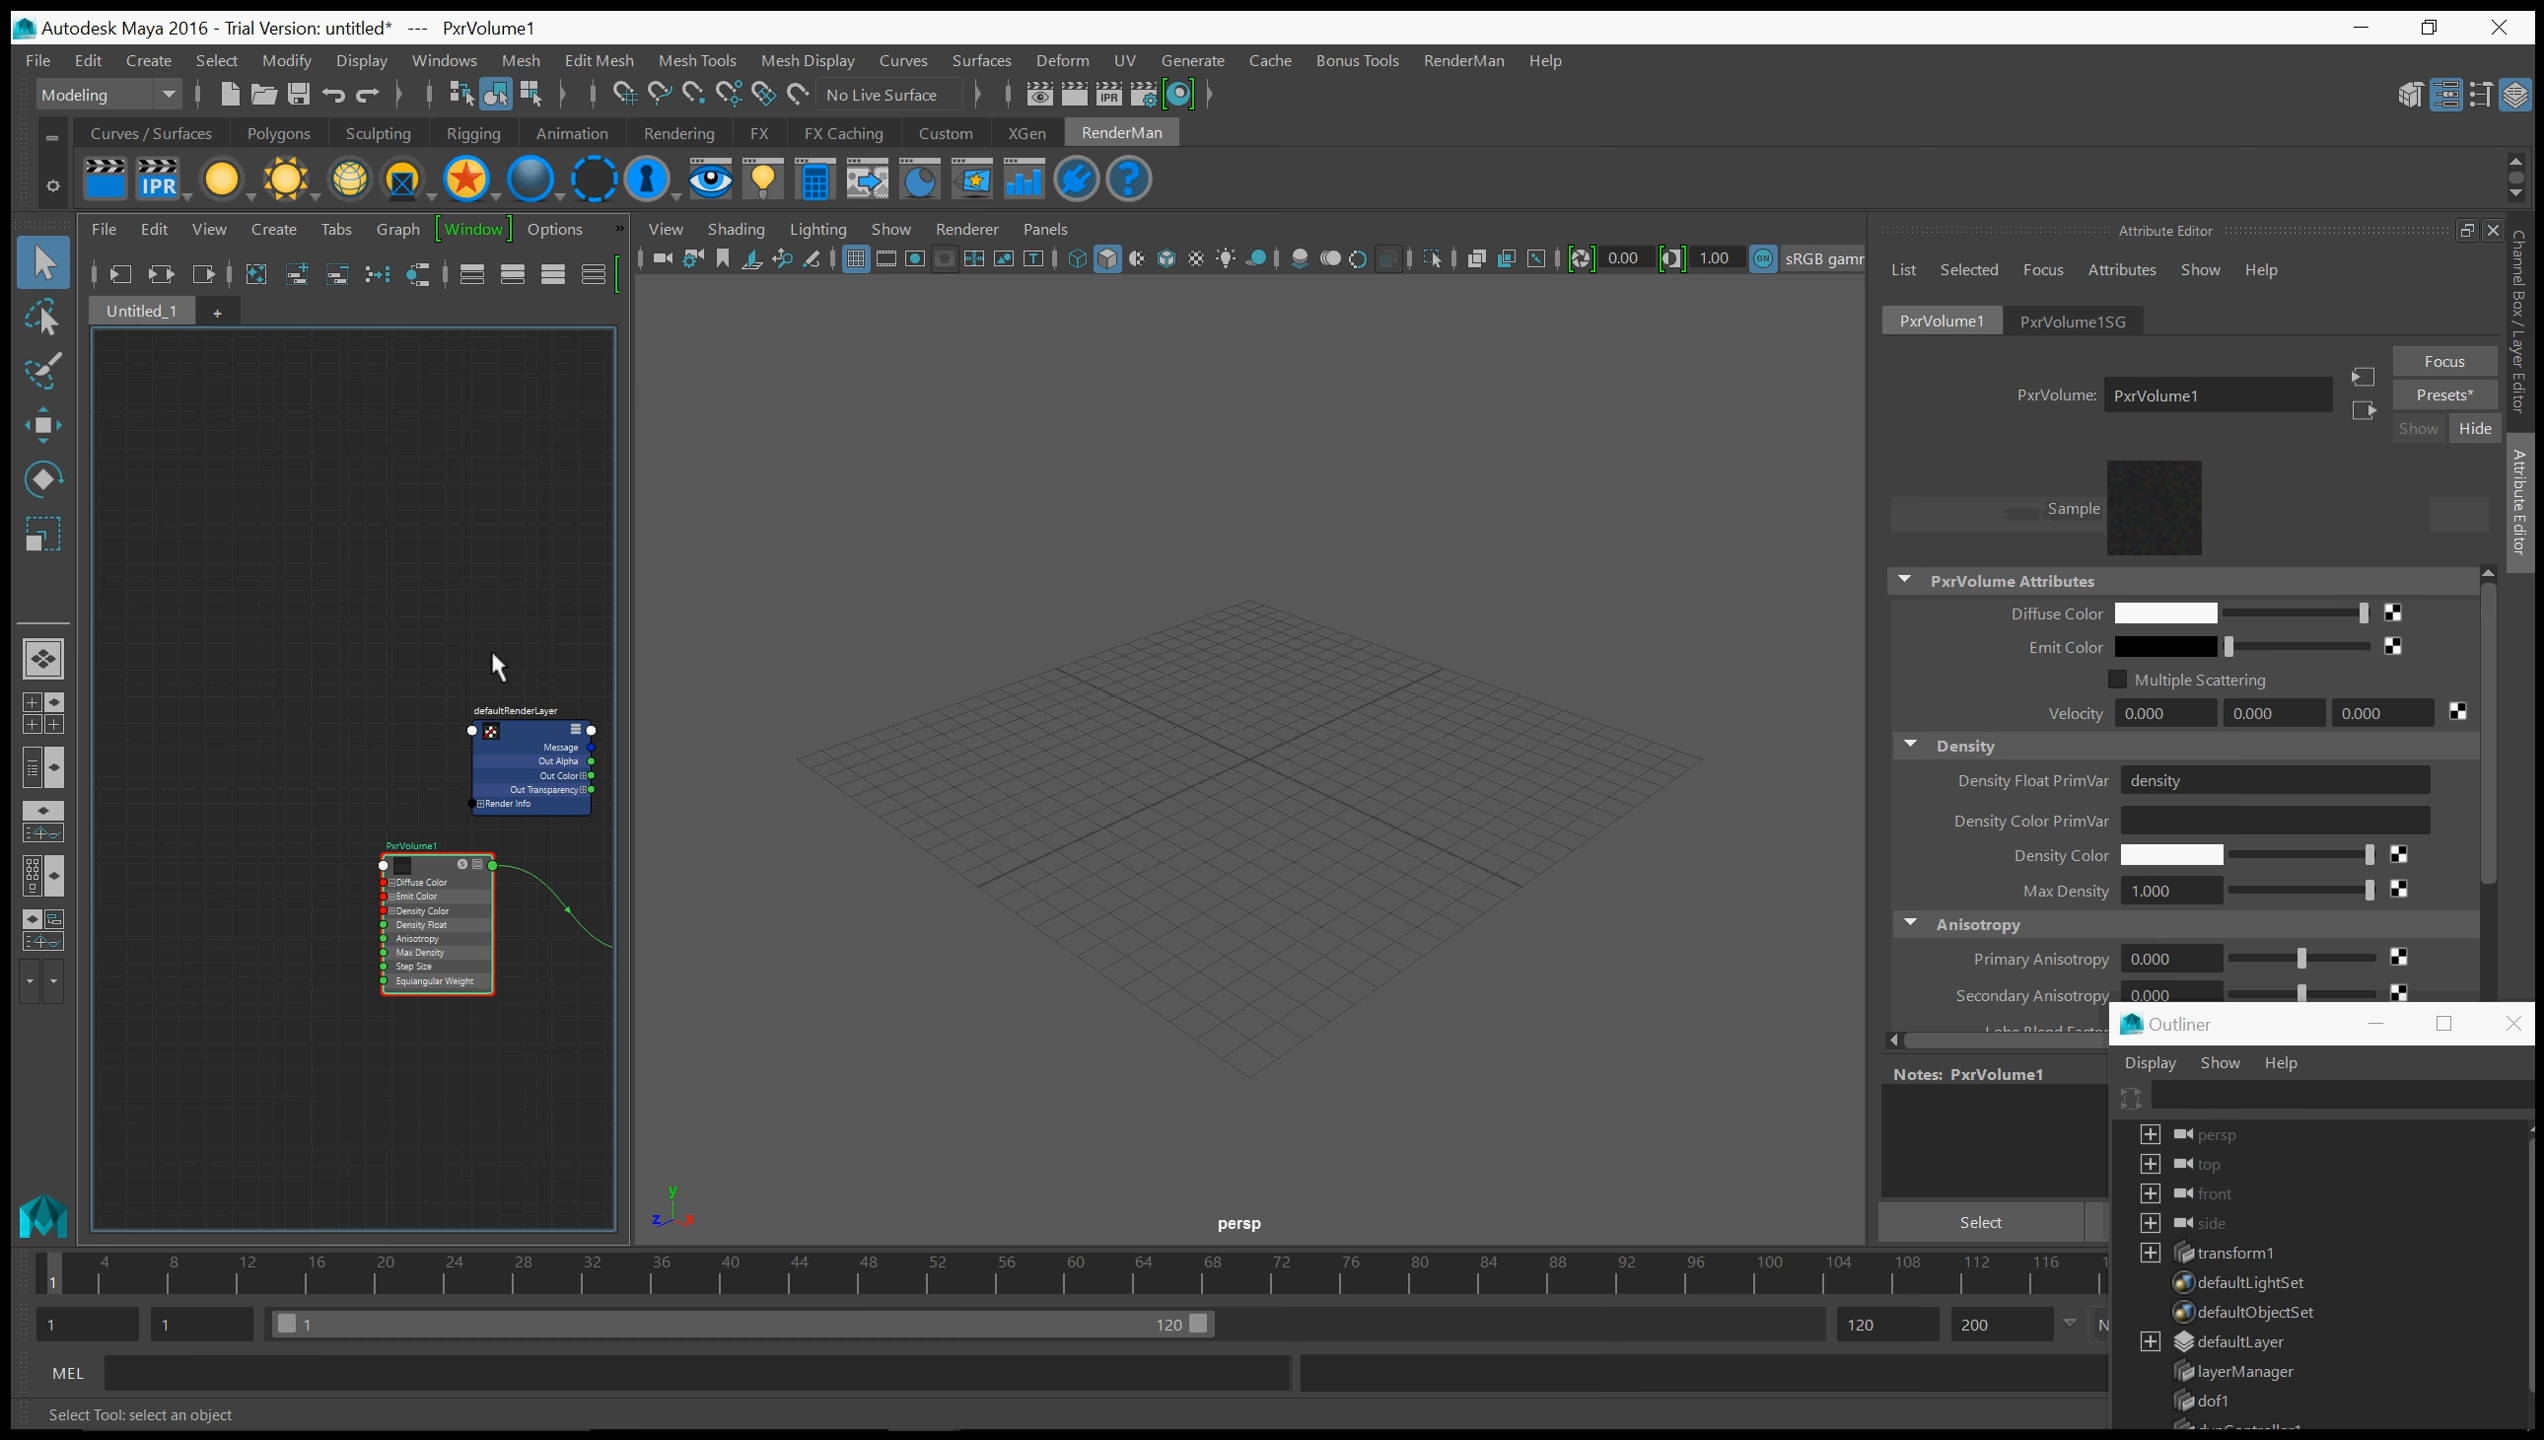 Autodesk Maya 2016 - Trial Version: untitled* --- PxrVolume1
File Edit Create Select Modify Display Windows Mesh Edit Mesh Mesh Tools Mesh Display Curves Surfaces Deform UV Generate Cache Bonus Tools RenderMan Help
Modeling No Live Surface IPR
Curves / Surfaces Polygons Sculpting Rigging Animation Rendering FX FX Caching Custom XGen RenderMan
IPR
File Edit View Create Tabs Graph [Window] Options »
Untitled_1 +
defaultRenderLayer
Message
Out Alpha
Out Color
Out Transparency
Render Info
PxrVolume1
S
Diffuse Color
Emit Color
Density Color
Density Float
Anisotropy
Max Density
Step Size
Equiangular Weight
View Shading Lighting Show Renderer Panels
0.00 1.00 ON sRGB gamr
y
z x
persp
Attribute Editor
List Selected Focus Attributes Show Help
PxrVolume1 PxrVolume1SG
Focus
PxrVolume: PxrVolume1 Presets*
Show Hide
Sample
PxrVolume Attributes
Diffuse Color
Emit Color
Multiple Scattering
Velocity 0.000 0.000 0.000
Density
Density Float PrimVar density
Density Color PrimVar
Density Color
Max Density 1.000
Anisotropy
Primary Anisotropy 0.000
Secondary Anisotropy 0.000
Notes: PxrVolume1
Select
Channel Box / Layer Editor
Attribute Editor
Outliner
Display Show Help
persp
top
front
side
transform1
defaultLightSet
defaultObjectSet
defaultLayer
layerManager
dof1
1 4 8 12 16 20 24 28 32 36 40 44 48 52 56 60 64 68 72 76 80 84 88 92 96 100 104 108 112 116
1 1 1 120 120 200 N
MEL
Select Tool: select an object